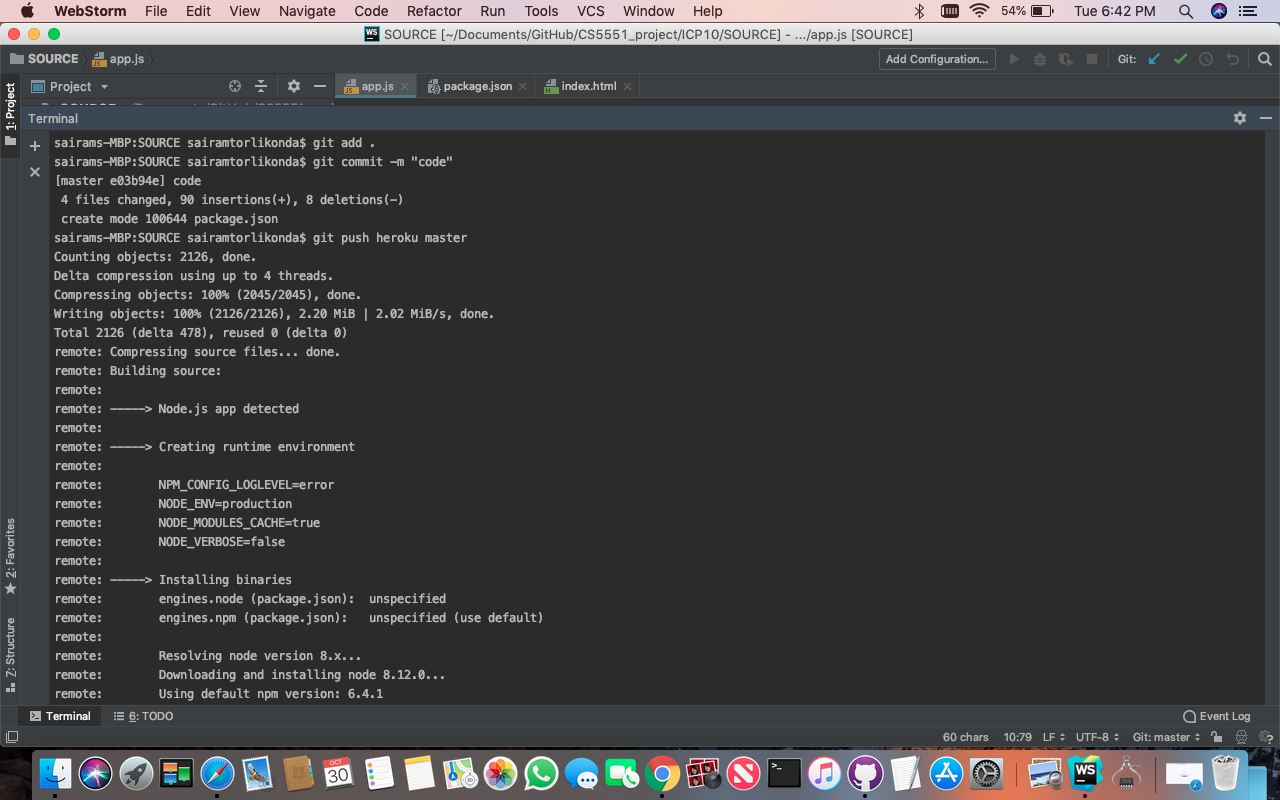 WebStorm File Edit View Navigate Code Refactor Run Tools VCS Window Help 54% Tue 6:42 PM
WS SOURCE [~/Documents/GitHub/CS5551_project/ICP10/SOURCE] - .../app.js [SOURCE]
SOURCE app.js Add Configuration... Git:
Project app.js package.json index.html
1: Project
Terminal
sairams-MBP:SOURCE sairamtorlikonda$ git add .
sairams-MBP:SOURCE sairamtorlikonda$ git commit -m "code"
[master e03b94e] code
4 files changed, 90 insertions(+), 8 deletions(-)
create mode 100644 package.json
sairams-MBP:SOURCE sairamtorlikonda$ git push heroku master
Counting objects: 2126, done.
Delta compression using up to 4 threads.
Compressing objects: 100% (2045/2045), done.
Writing objects: 100% (2126/2126), 2.20 MiB | 2.02 MiB/s, done.
Total 2126 (delta 478), reused 0 (delta 0)
remote: Compressing source files... done.
remote: Building source:
remote:
remote: -----> Node.js app detected
remote:
remote: -----> Creating runtime environment
remote:
remote: NPM_CONFIG_LOGLEVEL=error
remote: NODE_ENV=production
remote: NODE_MODULES_CACHE=true
remote: NODE_VERBOSE=false
remote:
remote: -----> Installing binaries
remote: engines.node (package.json): unspecified
remote: engines.npm (package.json): unspecified (use default)
remote:
remote: Resolving node version 8.x...
remote: Downloading and installing node 8.12.0...
remote: Using default npm version: 6.4.1
2: Favorites
7: Structure
Terminal 6: TODO Event Log
60 chars 10:79 LF UTF-8 Git: master
OCT
30
WS